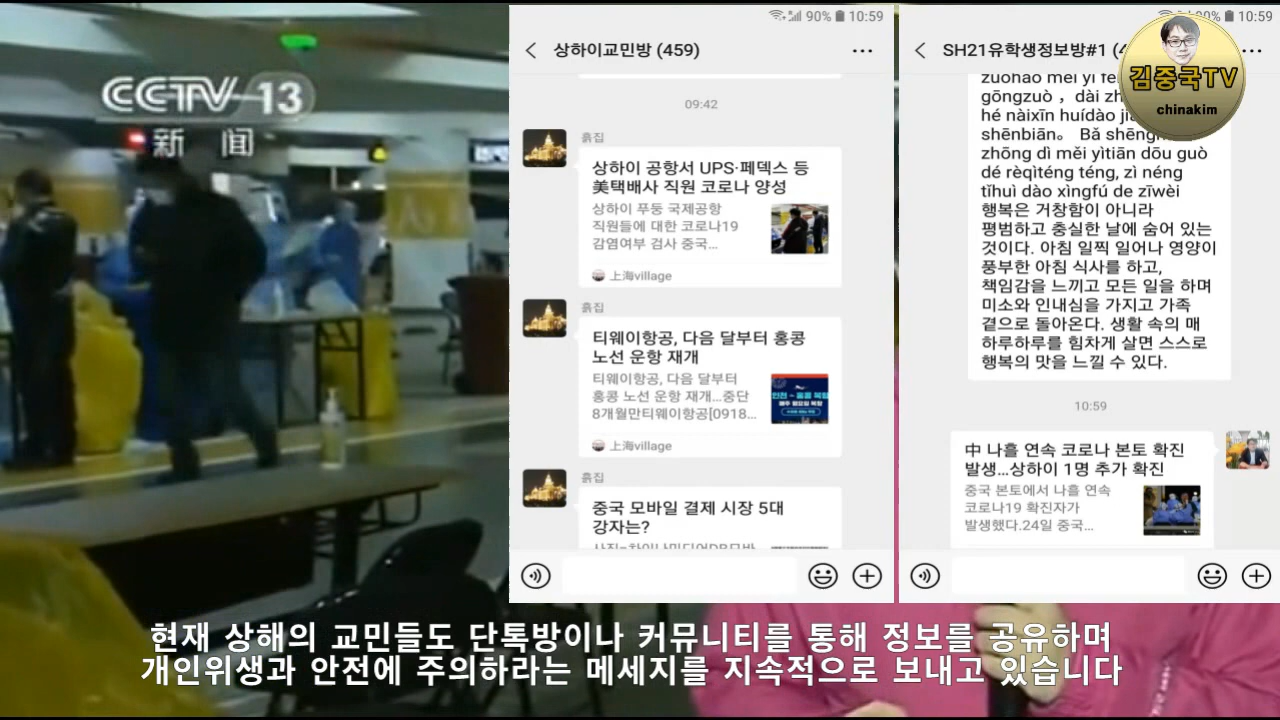 CCTV 13
新 闻
90% 10:59
상하이교민방 (459)
09:42
흙집
상하이 공항서 UPS·페덱스 등
美택배사 직원 코로나 양성
상하이 푸둥 국제공항
직원들에 대한 코로나19
감염여부 검사 중국...
上海village
흙집
티웨이항공, 다음 달부터 홍콩
노선 운항 재개
티웨이항공, 다음 달부터
홍콩 노선 운항 재개...중단
8개월만티웨이항공[0918...
인천 - 홍콩 복항
上海village
흙집
중국 모바일 결제 시장 5대
강자는?
90% 10:59
SH21유학생정보방#1
김중국TV
chinakim
zuòhǎo měi yī
gōngzuò， dài
hé nàixīn huídào
shēnbiān。 Bǎ
zhōng dì měi yìtiān dōu guò
dé rèqìténg téng, zì néng
tǐhuì dào xìngfú de zīwèi
행복은 거창함이 아니라
평범하고 충실한 날에 숨어 있는
것이다. 아침 일찍 일어나 영양이
풍부한 아침 식사를 하고,
책임감을 느끼고 모든 일을 하며
미소와 인내심을 가지고 가족
곁으로 돌아온다. 생활 속의 매
하루하루를 힘차게 살면 스스로
행복의 맛을 느낄 수 있다.
10:59
中 나흘 연속 코로나 본토 확진
발생...상하이 1명 추가 확진
중국 본토에서 나흘 연속
코로나19 확진자가
발생했다.24일 중국...
현재 상해의 교민들도 단톡방이나 커뮤니티를 통해 정보를 공유하며
개인위생과 안전에 주의하라는 메세지를 지속적으로 보내고 있습니다